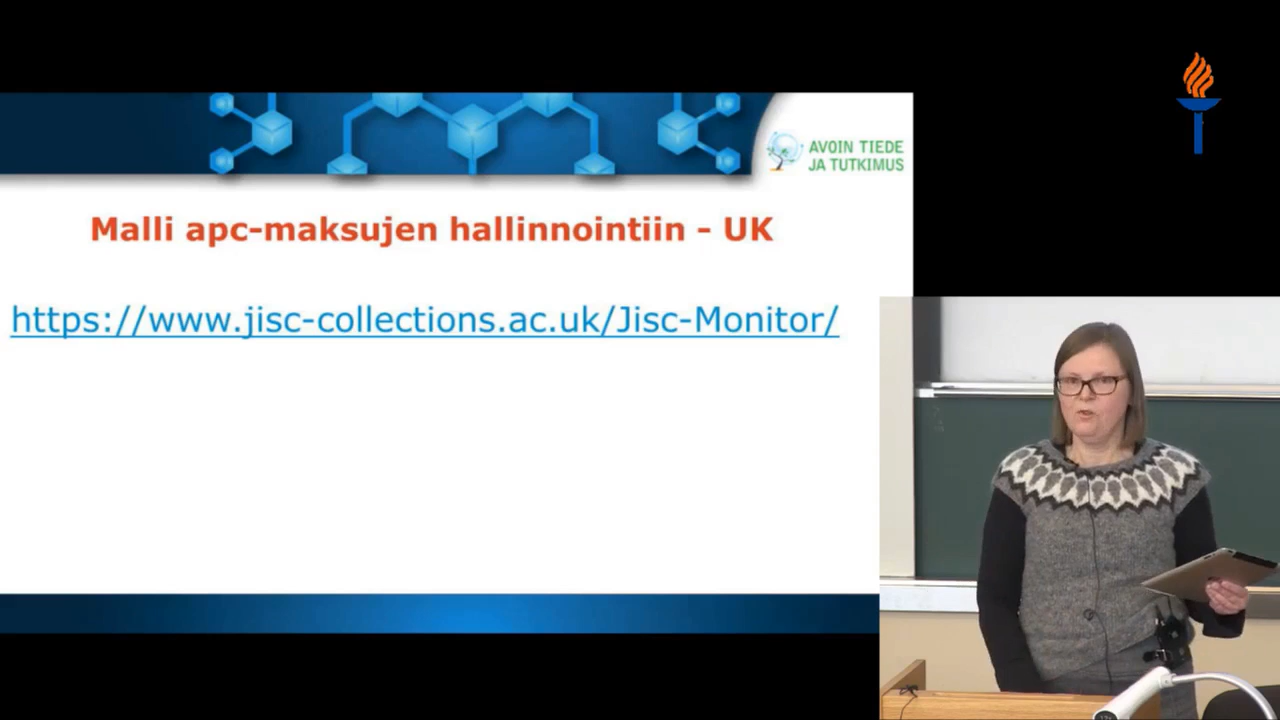 AVOIN TIEDE
JA TUTKIMUS
Malli apc-maksujen hallinnointiin - UK
https://www.jisc-collections.ac.uk/Jisc-Monitor/